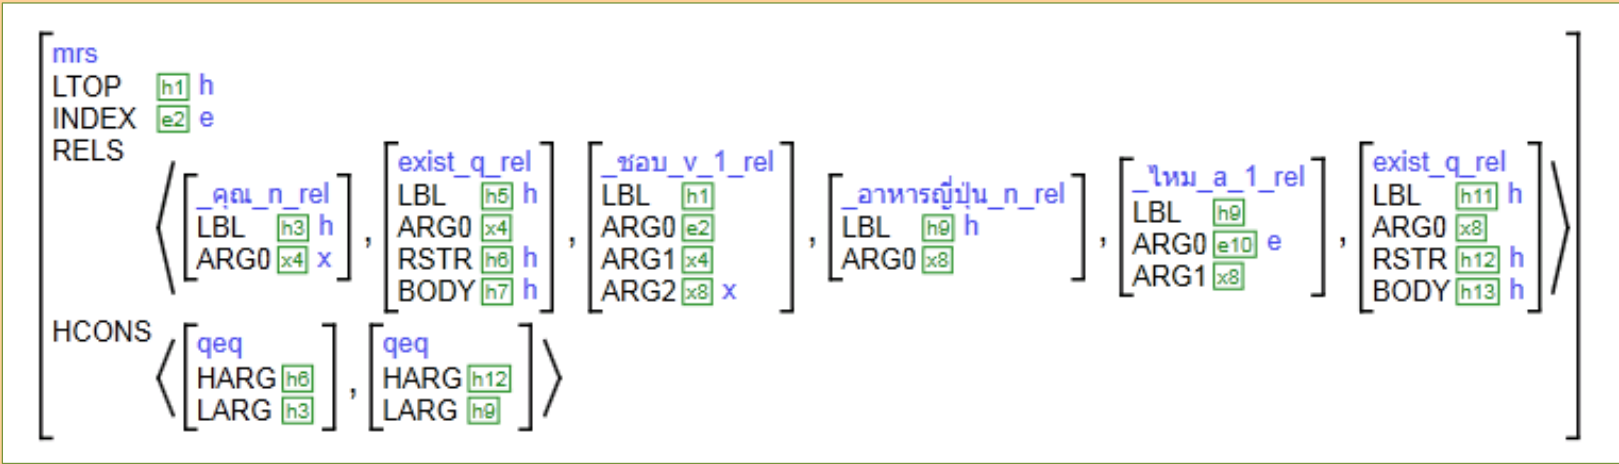 mrs
LTOP h1 h
INDEX e2 e
RELS
_คุณ_n_rel
LBL h3 h
ARG0 x4 x
,
exist_q_rel
LBL h5 h
ARG0 x4
RSTR h6 h
BODY h7 h
,
_ชอบ_v_1_rel
LBL h1
ARG0 e2
ARG1 x4
ARG2 x8 x
,
_อาหารญี่ปุ่น_n_rel
LBL h9 h
ARG0 x8
,
_ไหม_a_1_rel
LBL h9
ARG0 e10 e
ARG1 x8
,
exist_q_rel
LBL h11 h
ARG0 x8
RSTR h12 h
BODY h13 h
HCONS
qeq
HARG h6
LARG h3
,
qeq
HARG h12
LARG h9